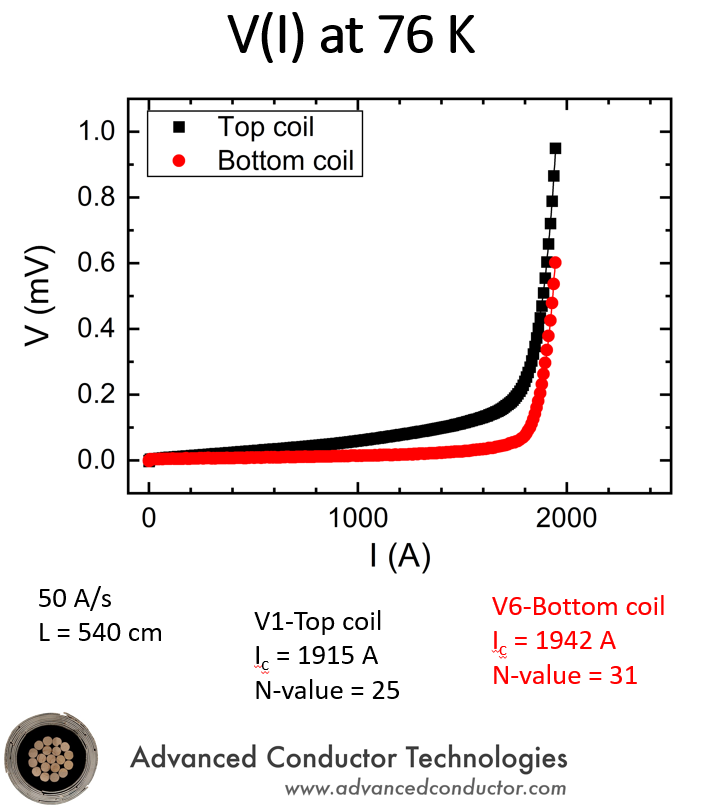 V(I) at 76 K
Top coil
Bottom coil
1.0
0.8
0.6
0.4
0.2
0.0
V (mV)
0
1000
2000
I (A)
50 A/s
L = 540 cm
V1-Top coil
Ic = 1915 A
N-value = 25
V6-Bottom coil
Ic = 1942 A
N-value = 31
Advanced Conductor Technologies
www.advancedconductor.com